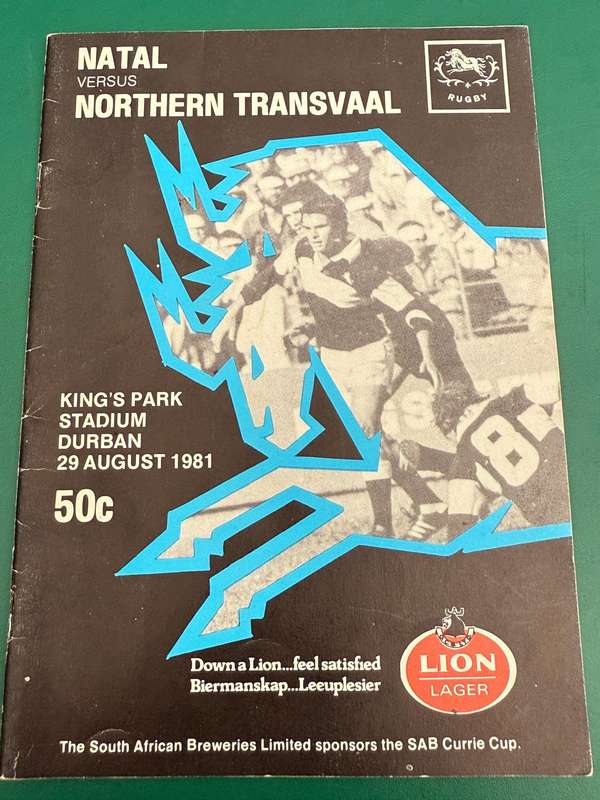 NATAL
VERSUS
NORTHERN TRANSVAAL
RUGBY
8
KING'S PARK
STADIUM
DURBAN
29 AUGUST 1981
50c
Down a Lion...feel satisfied
Biermanskap...Leeuplesier
LION
LAGER
The South African Breweries Limited sponsors the SAB Currie Cup.